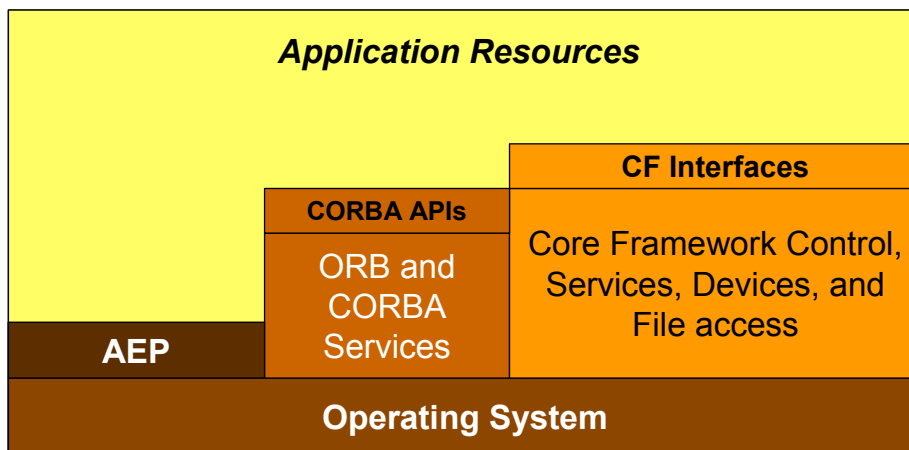 Application Resources
CF Interfaces
CORBA APIs
Core Framework Control,
Services, Devices, and
File access
ORB and
CORBA
Services
AEP
Operating System